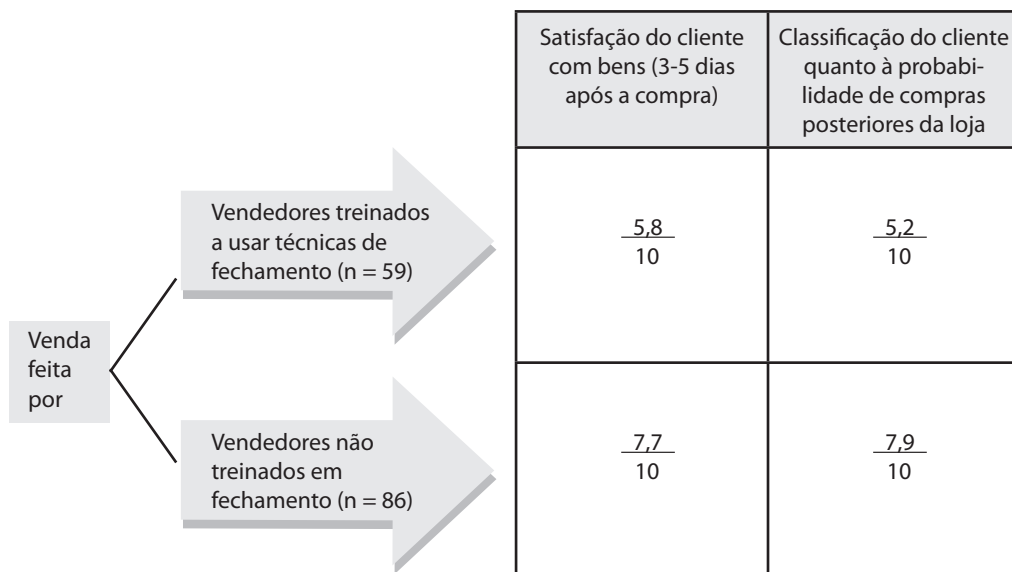 Satisfação do cliente
com bens (3-5 dias
após a compra)
Classificação do cliente
quanto à probabi-
lidade de compras
posteriores da loja
Vendedores treinados
a usar técnicas de
fechamento (n = 59)
5,8
10
5,2
10
Venda
feita
por
Vendedores não
treinados em
fechamento (n = 86)
7,7
10
7,9
10